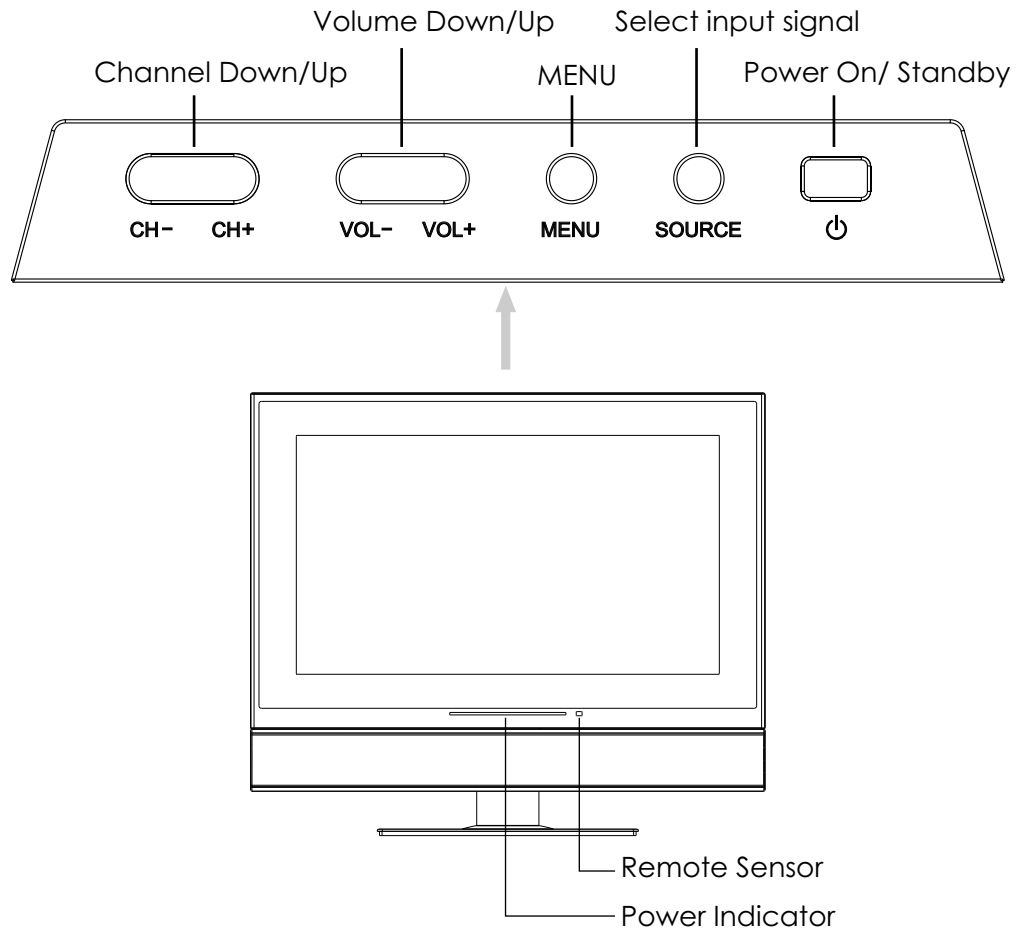 Volume Down/Up Select input signal
Channel Down/Up MENU Power On/ Standby
CH- CH+ VOL- VOL+ MENU SOURCE
Remote Sensor
Power Indicator